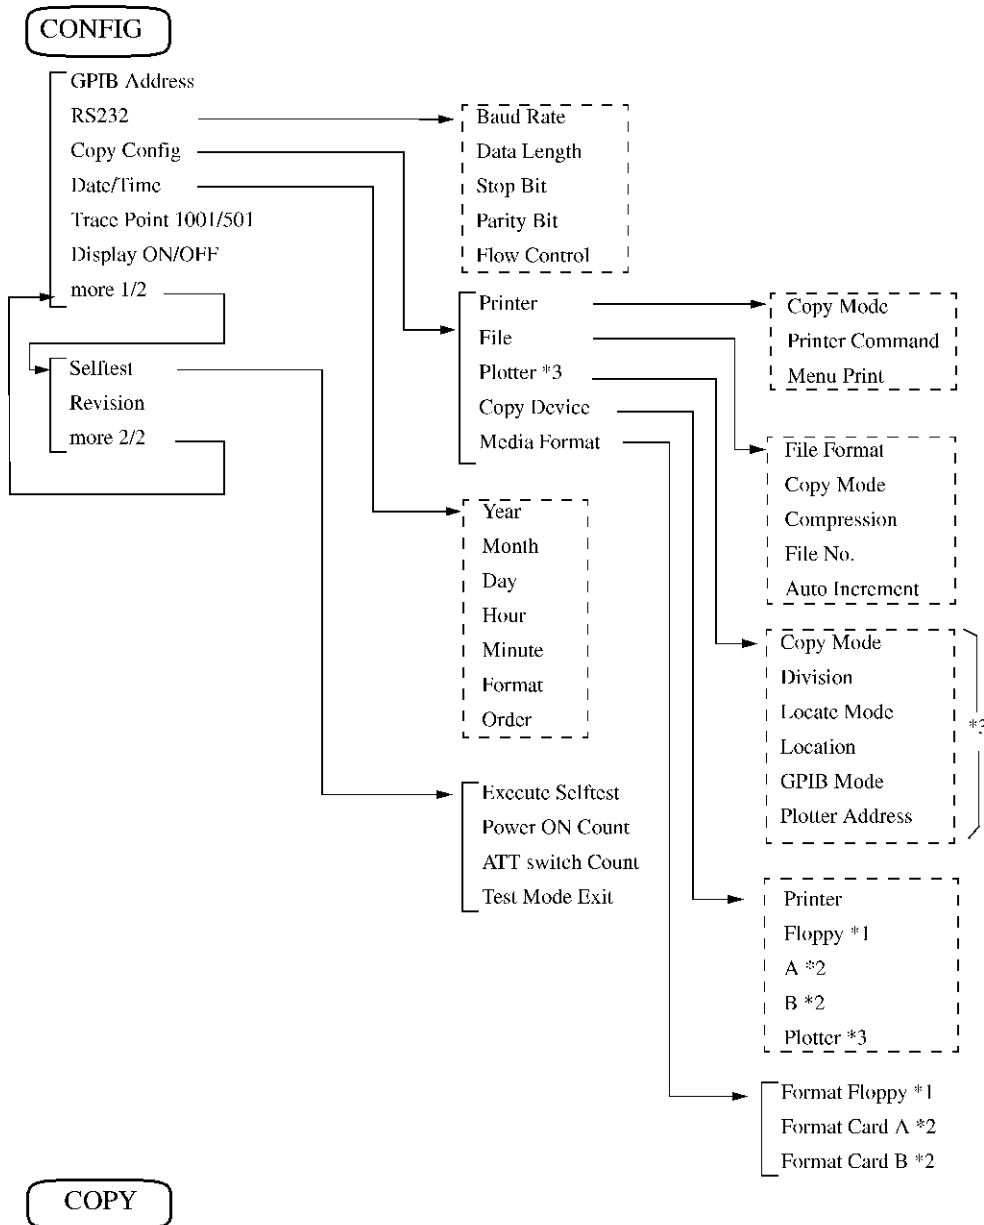 CONFIG
GPIB Address
RS232
Copy Config
Date/Time
Trace Point 1001/501
Display ON/OFF
more 1/2
Selftest
Revision
more 2/2
Baud Rate
Data Length
Stop Bit
Parity Bit
Flow Control
Printer
File
Plotter *3
Copy Device
Media Format
Year
Month
Day
Hour
Minute
Format
Order
Execute Selftest
Power ON Count
ATT switch Count
Test Mode Exit
Copy Mode
Printer Command
Menu Print
File Format
Copy Mode
Compression
File No.
Auto Increment
Copy Mode
Division
Locate Mode
Location
GPIB Mode
Plotter Address
*3
Printer
Floppy *1
A *2
B *2
Plotter *3
Format Floppy *1
Format Card A *2
Format Card B *2
COPY